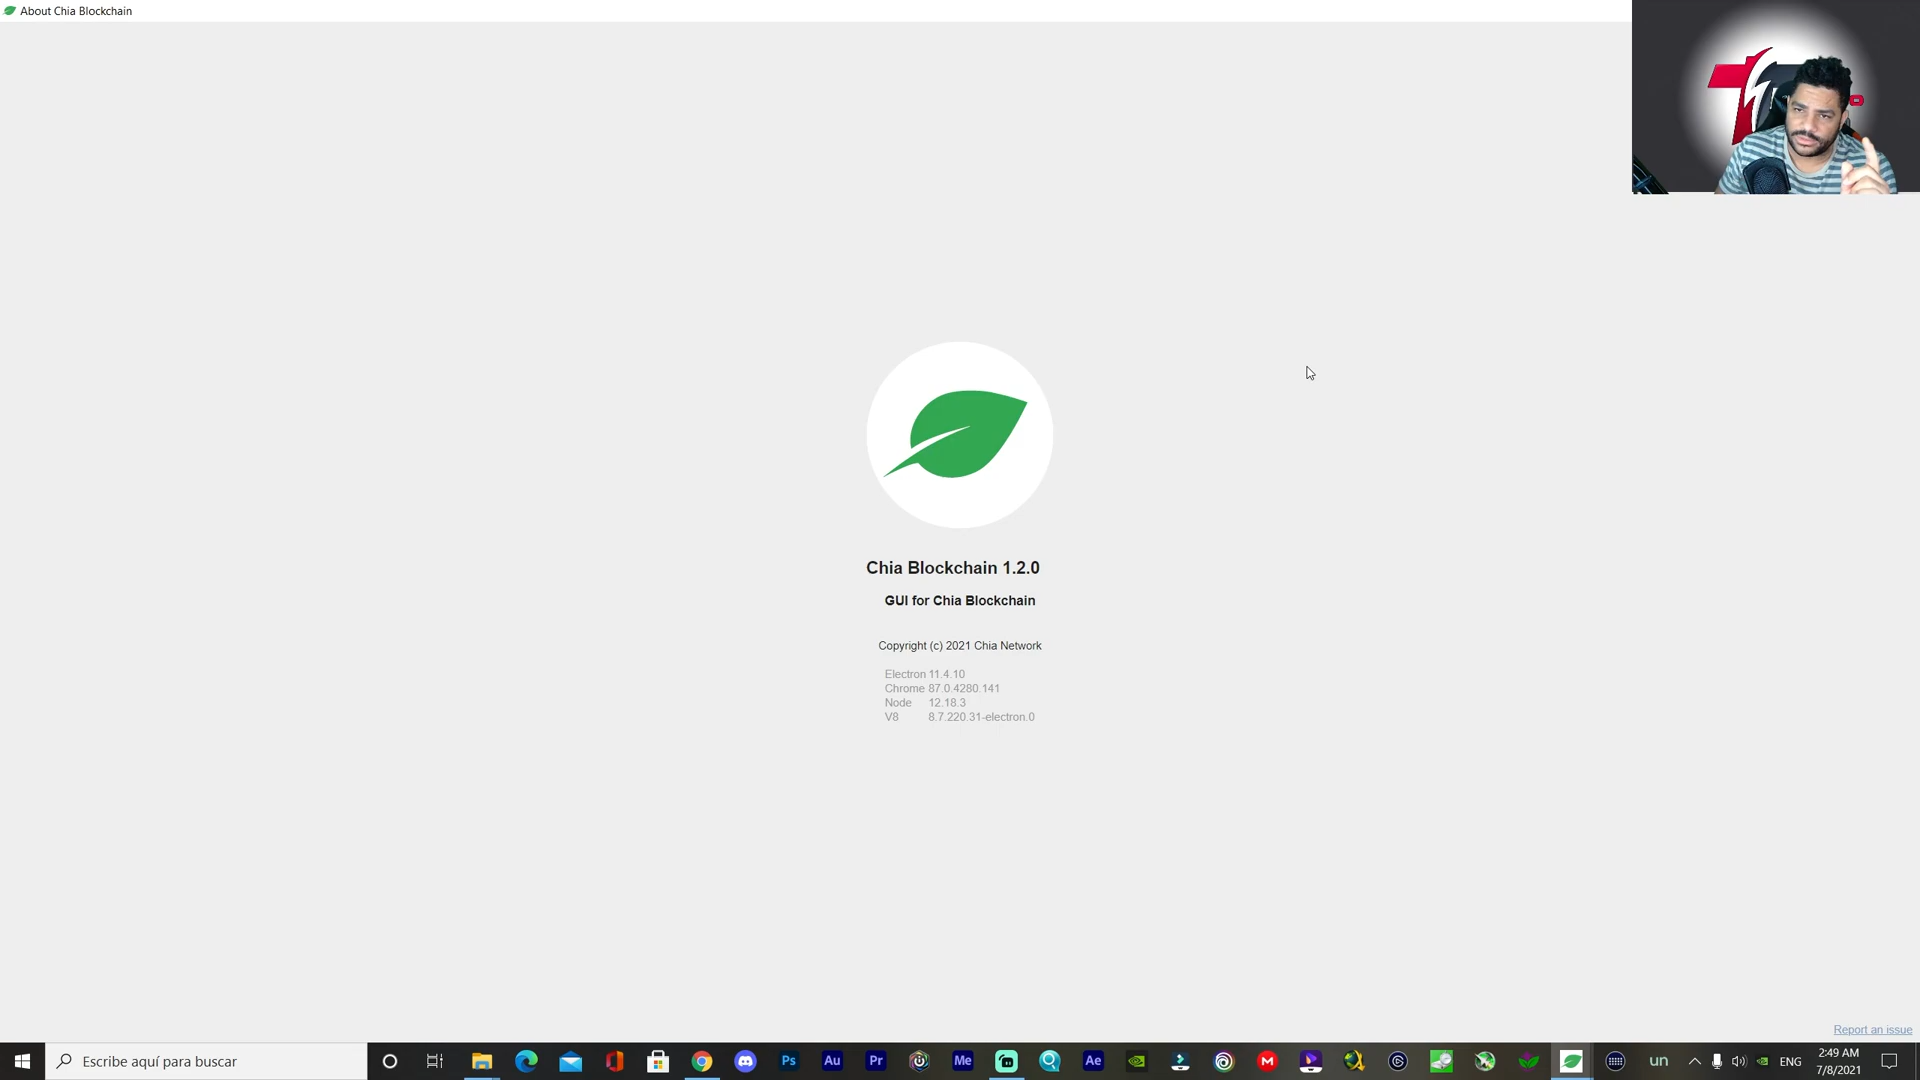 About Chia Blockchain
Chia Blockchain 1.2.0
GUI for Chia Blockchain
Copyright (c) 2021 Chia Network
Electron 11.4.10
Chrome 87.0.4280.141
Node 12.18.3
V8 8.7.220.31-electron.0
Report an issue
Escribe aquí para buscar
Ps
Au
Pr
Me
Ae
M
un
ENG
2:49 AM
7/8/2021